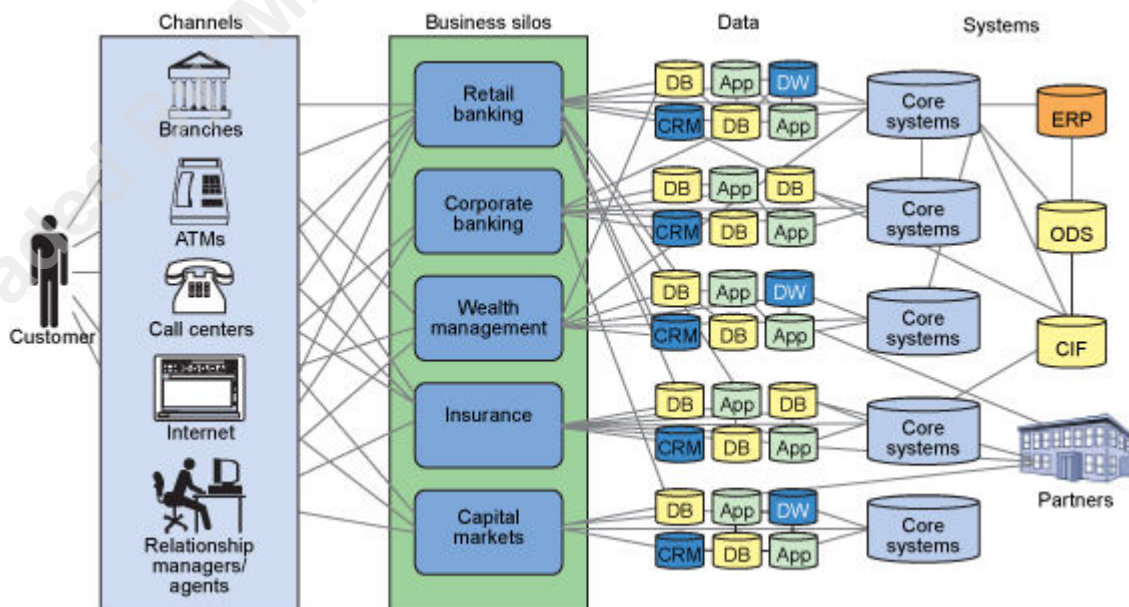 Channels
Business silos
Data
Systems
Customer
Branches
ATMs
Call centers
Internet
Relationship
managers/
agents
Retail
banking
Corporate
banking
Wealth
management
Insurance
Capital
markets
DB App DW
CRM DB App
DB App DB
CRM DB App
DB App DW
CRM DB App
DB App DB
CRM DB App
DB App DW
CRM DB App
Core
systems
Core
systems
Core
systems
Core
systems
Core
systems
ERP
ODS
CIF
Partners